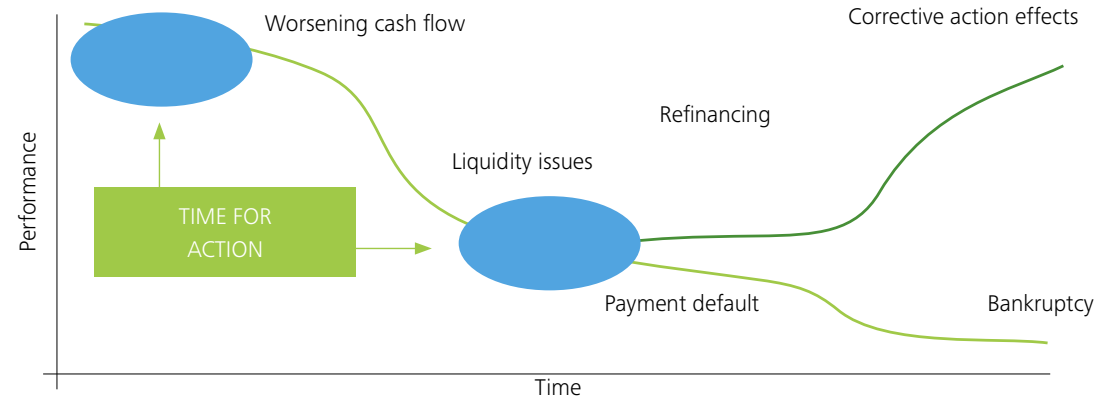 Corrective action effects
Worsening cash flow
Refinancing
Liquidity issues
Performance
TIME FOR
ACTION
Payment default
Bankruptcy
Time